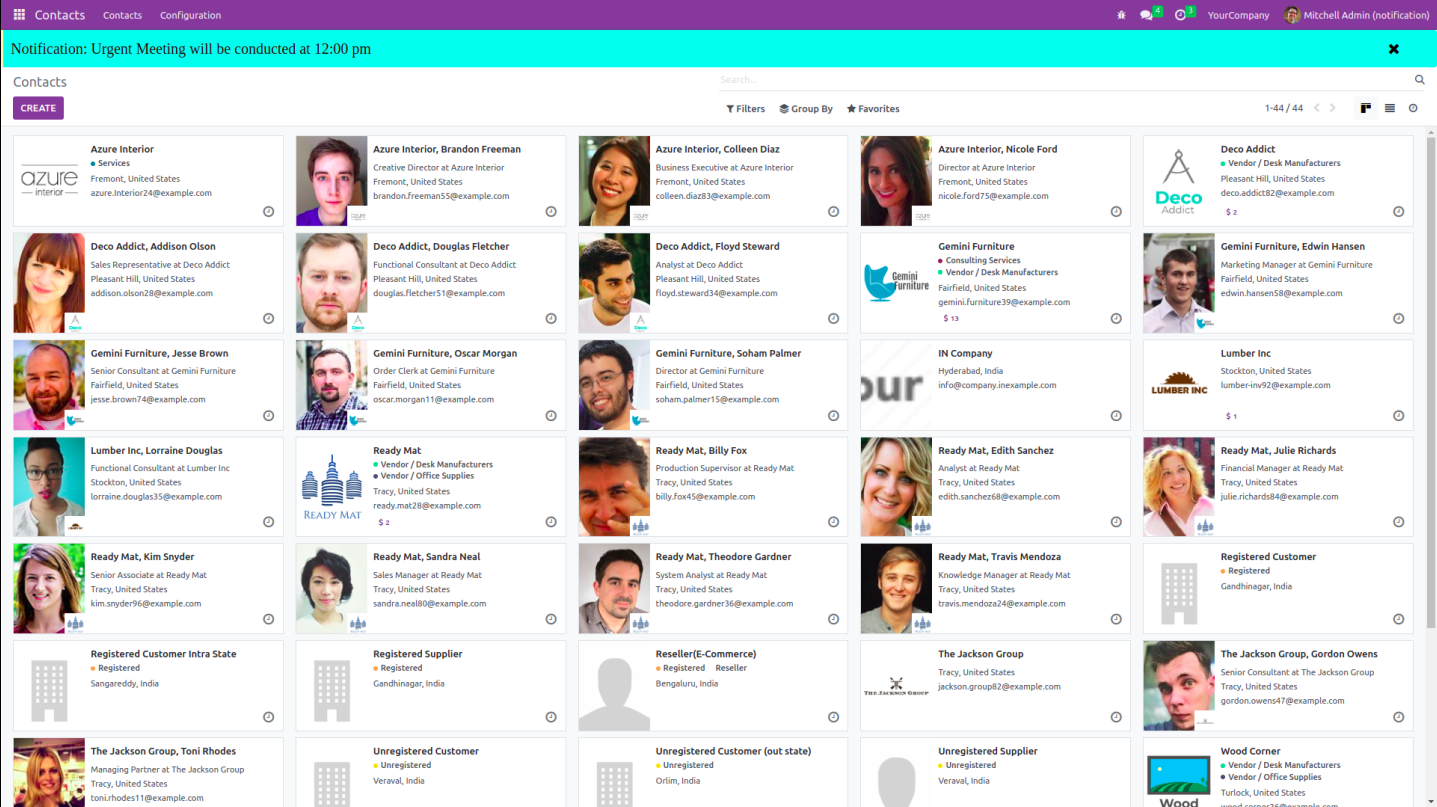 Contacts Contacts Configuration 4 3 YourCompany Mitchell Admin (notification)
Notification: Urgent Meeting will be conducted at 12:00 pm
Contacts Search...
CREATE Filters Group By Favorites 1-44 / 44
azure
interior
Azure Interior
Services
Fremont, United States
azure.Interior24@example.com
Azure Interior, Brandon Freeman
Creative Director at Azure Interior
Fremont, United States
brandon.freeman55@example.com
azure
Azure Interior, Colleen Diaz
Business Executive at Azure Interior
Fremont, United States
colleen.diaz83@example.com
azure
Azure Interior, Nicole Ford
Director at Azure Interior
Fremont, United States
nicole.ford75@example.com
azure
Deco
Addict
Deco Addict
Vendor / Desk Manufacturers
Pleasant Hill, United States
deco.addict82@example.com
$ 2
Deco Addict, Addison Olson
Sales Representative at Deco Addict
Pleasant Hill, United States
addison.olson28@example.com
Deco
Deco Addict, Douglas Fletcher
Functional Consultant at Deco Addict
Pleasant Hill, United States
douglas.fletcher51@example.com
Deco
Deco Addict, Floyd Steward
Analyst at Deco Addict
Pleasant Hill, United States
floyd.steward34@example.com
Deco
Gemini
Furniture
Gemini Furniture
Consulting Services
Vendor / Desk Manufacturers
Fairfield, United States
gemini.furniture39@example.com
$ 13
Gemini Furniture, Edwin Hansen
Marketing Manager at Gemini Furniture
Fairfield, United States
edwin.hansen58@example.com
Gemini Furniture, Jesse Brown
Senior Consultant at Gemini Furniture
Fairfield, United States
jesse.brown74@example.com
Gemini Furniture, Oscar Morgan
Order Clerk at Gemini Furniture
Fairfield, United States
oscar.morgan11@example.com
Gemini Furniture, Soham Palmer
Director at Gemini Furniture
Fairfield, United States
soham.palmer15@example.com
our
IN Company
Hyderabad, India
info@company.inexample.com
LUMBER INC
Lumber Inc
Stockton, United States
lumber-inv92@example.com
$ 1
Lumber Inc, Lorraine Douglas
Functional Consultant at Lumber Inc
Stockton, United States
lorraine.douglas35@example.com
READY MAT
Ready Mat
Vendor / Desk Manufacturers
Vendor / Office Supplies
Tracy, United States
ready.mat28@example.com
$ 2
Ready Mat, Billy Fox
Production Supervisor at Ready Mat
Tracy, United States
billy.fox45@example.com
Ready Mat, Edith Sanchez
Analyst at Ready Mat
Tracy, United States
edith.sanchez68@example.com
Ready Mat, Julie Richards
Financial Manager at Ready Mat
Tracy, United States
julie.richards84@example.com
Ready Mat, Kim Snyder
Senior Associate at Ready Mat
Tracy, United States
kim.snyder96@example.com
Ready Mat, Sandra Neal
Sales Manager at Ready Mat
Tracy, United States
sandra.neal80@example.com
Ready Mat, Theodore Gardner
System Analyst at Ready Mat
Tracy, United States
theodore.gardner36@example.com
Ready Mat, Travis Mendoza
Knowledge Manager at Ready Mat
Tracy, United States
travis.mendoza24@example.com
Registered Customer
Registered
Gandhinagar, India
Registered Customer Intra State
Registered
Sangareddy, India
Registered Supplier
Registered
Gandhinagar, India
Reseller(E-Commerce)
Registered Reseller
Bengaluru, India
THE JACKSON GROUP
The Jackson Group
Tracy, United States
jackson.group82@example.com
The Jackson Group, Gordon Owens
Senior Consultant at The Jackson Group
Tracy, United States
gordon.owens47@example.com
The Jackson Group, Toni Rhodes
Managing Partner at The Jackson Group
Tracy, United States
toni.rhodes11@example.com
Unregistered Customer
Unregistered
Veraval, India
Unregistered Customer (out state)
Unregistered
Orlim, India
Unregistered Supplier
Unregistered
Veraval, India
Wood
Wood Corner
Vendor / Desk Manufacturers
Vendor / Office Supplies
Turlock, United States
wood.corner26@example.com